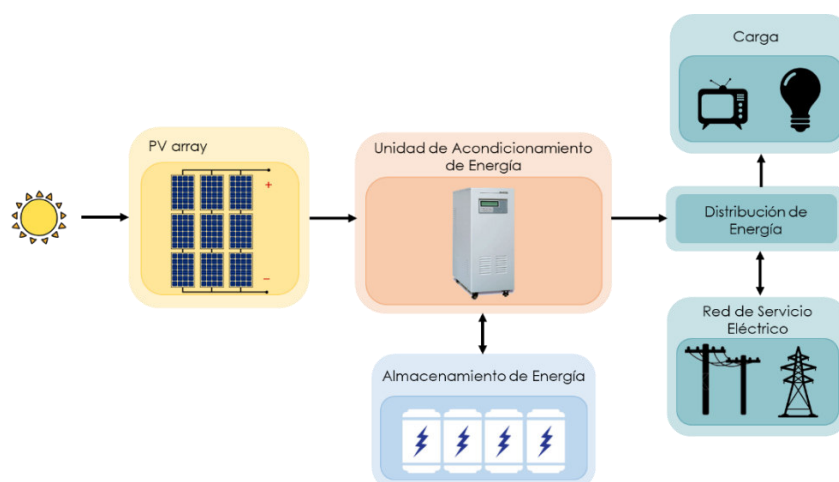 Carga
PV array
Unidad de Acondicionamiento
de Energía
+
−
Distribución de
Energía
Red de Servicio
Eléctrico
Almacenamiento de Energía